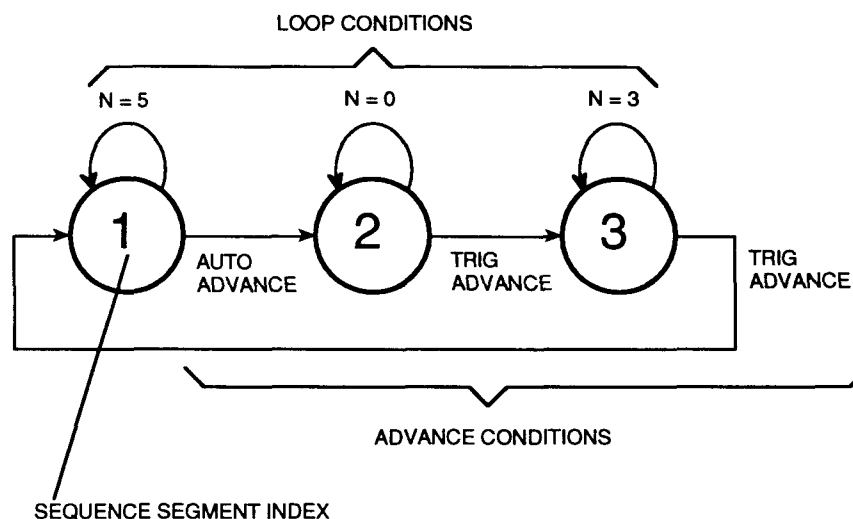 LOOP CONDITIONS
N = 5
N = 0
N = 3
1
2
3
AUTO
ADVANCE
TRIG
ADVANCE
TRIG
ADVANCE
ADVANCE CONDITIONS
SEQUENCE SEGMENT INDEX